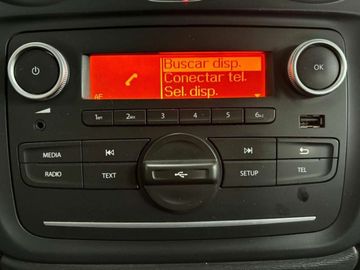 Buscar disp.
Conectar tel.
Sel. disp.
AF
OK
1 2 3 4 5 6
MEDIA
RADIO TEXT SETUP TEL